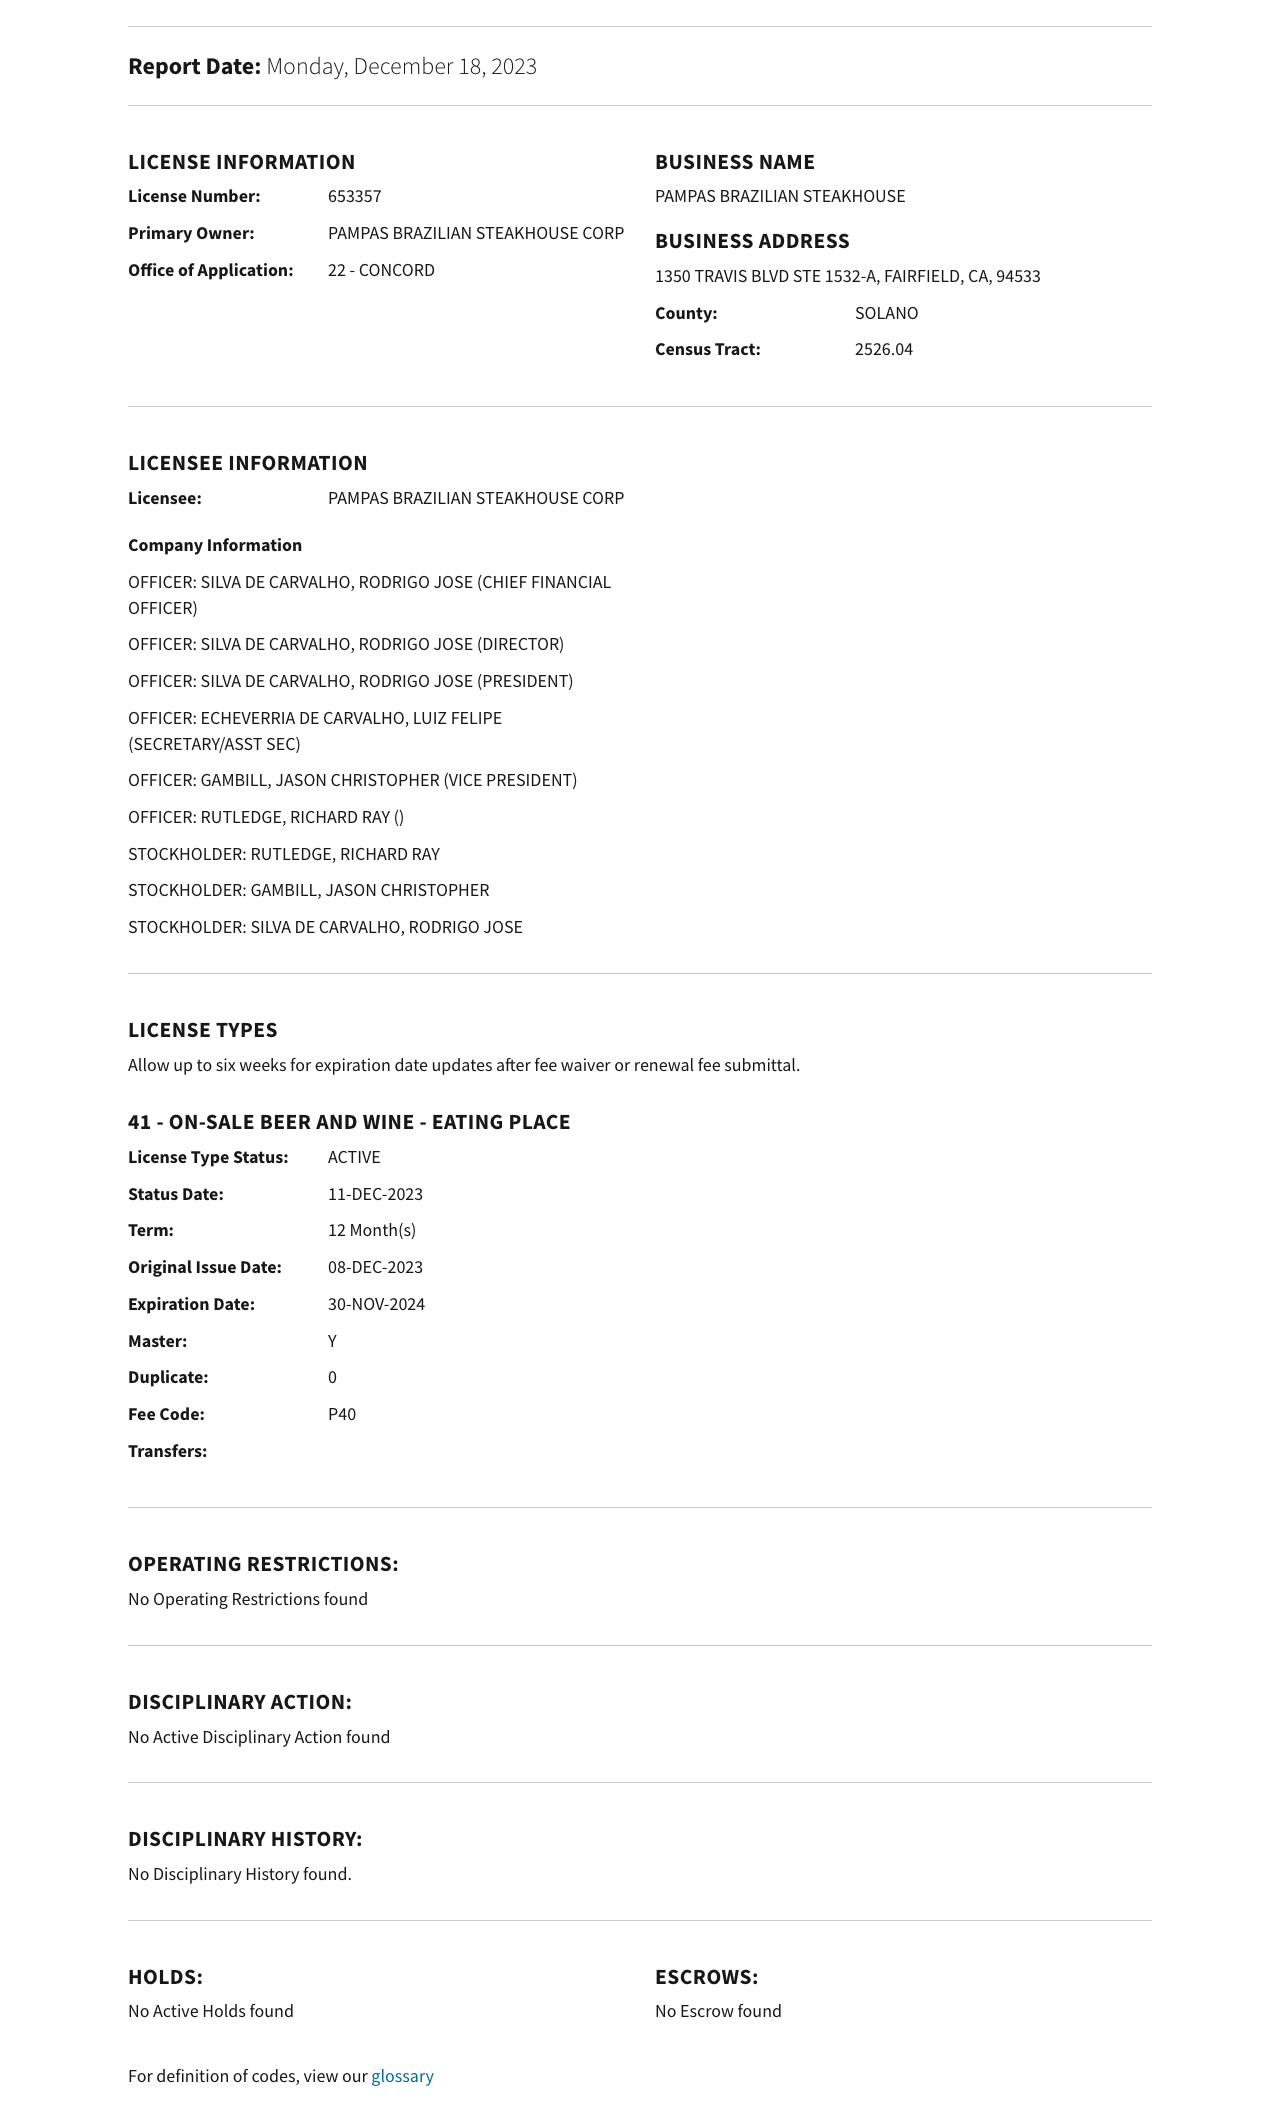 Report Date: Monday, December 18, 2023
LICENSE INFORMATION
License Number: 653357
Primary Owner: PAMPAS BRAZILIAN STEAKHOUSE CORP
Office of Application: 22 - CONCORD
BUSINESS NAME
PAMPAS BRAZILIAN STEAKHOUSE
BUSINESS ADDRESS
1350 TRAVIS BLVD STE 1532-A, FAIRFIELD, CA, 94533
County: SOLANO
Census Tract: 2526.04
LICENSEE INFORMATION
Licensee: PAMPAS BRAZILIAN STEAKHOUSE CORP
Company Information
OFFICER: SILVA DE CARVALHO, RODRIGO JOSE (CHIEF FINANCIAL
OFFICER)
OFFICER: SILVA DE CARVALHO, RODRIGO JOSE (DIRECTOR)
OFFICER: SILVA DE CARVALHO, RODRIGO JOSE (PRESIDENT)
OFFICER: ECHEVERRIA DE CARVALHO, LUIZ FELIPE
(SECRETARY/ASST SEC)
OFFICER: GAMBILL, JASON CHRISTOPHER (VICE PRESIDENT)
OFFICER: RUTLEDGE, RICHARD RAY ()
STOCKHOLDER: RUTLEDGE, RICHARD RAY
STOCKHOLDER: GAMBILL, JASON CHRISTOPHER
STOCKHOLDER: SILVA DE CARVALHO, RODRIGO JOSE
LICENSE TYPES
Allow up to six weeks for expiration date updates after fee waiver or renewal fee submittal.
41 - ON-SALE BEER AND WINE - EATING PLACE
License Type Status: ACTIVE
Status Date: 11-DEC-2023
Term: 12 Month(s)
Original Issue Date: 08-DEC-2023
Expiration Date: 30-NOV-2024
Master: Y
Duplicate: 0
Fee Code: P40
Transfers:
OPERATING RESTRICTIONS:
No Operating Restrictions found
DISCIPLINARY ACTION:
No Active Disciplinary Action found
DISCIPLINARY HISTORY:
No Disciplinary History found.
HOLDS:
No Active Holds found
ESCROWS:
No Escrow found
For definition of codes, view our glossary